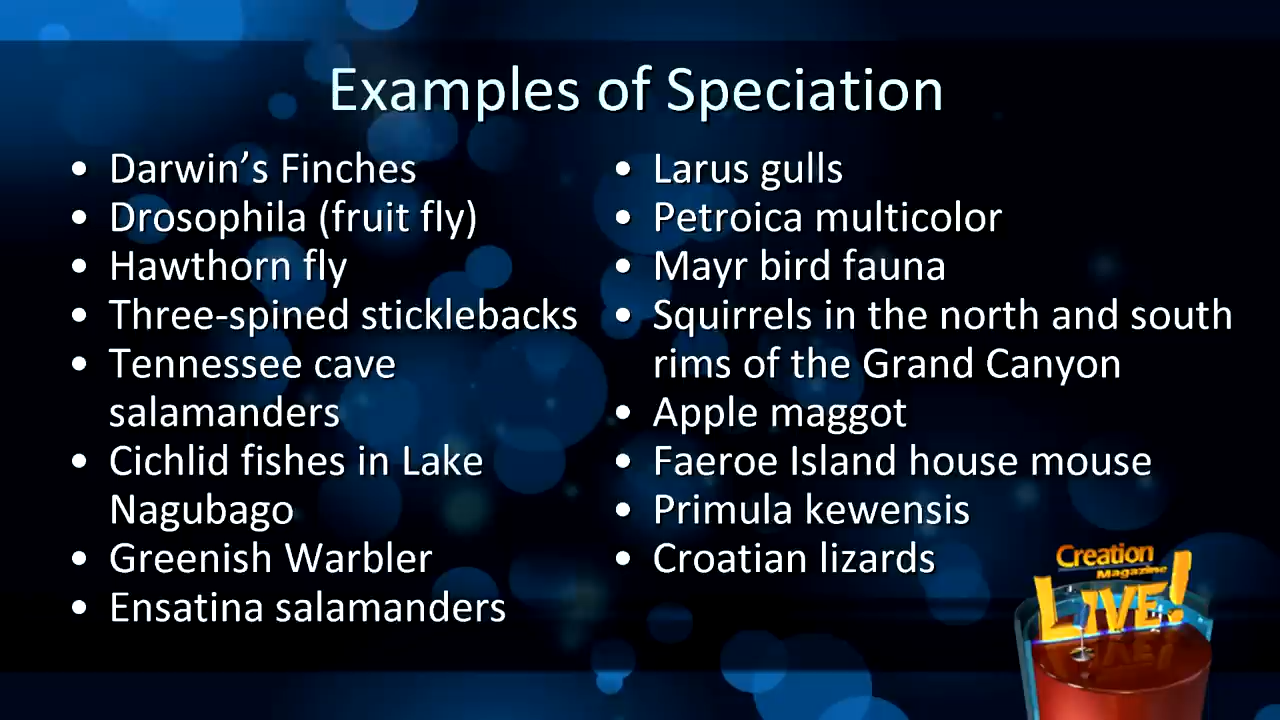 Examples of Speciation
• Darwin’s Finches
• Drosophila (fruit fly)
• Hawthorn fly
• Three-spined sticklebacks
• Tennessee cave
salamanders
• Cichlid fishes in Lake
Nagubago
• Greenish Warbler
• Ensatina salamanders
• Larus gulls
• Petroica multicolor
• Mayr bird fauna
• Squirrels in the north and south
rims of the Grand Canyon
• Apple maggot
• Faeroe Island house mouse
• Primula kewensis
• Croatian lizards
Creation
Magazine
LIVE!